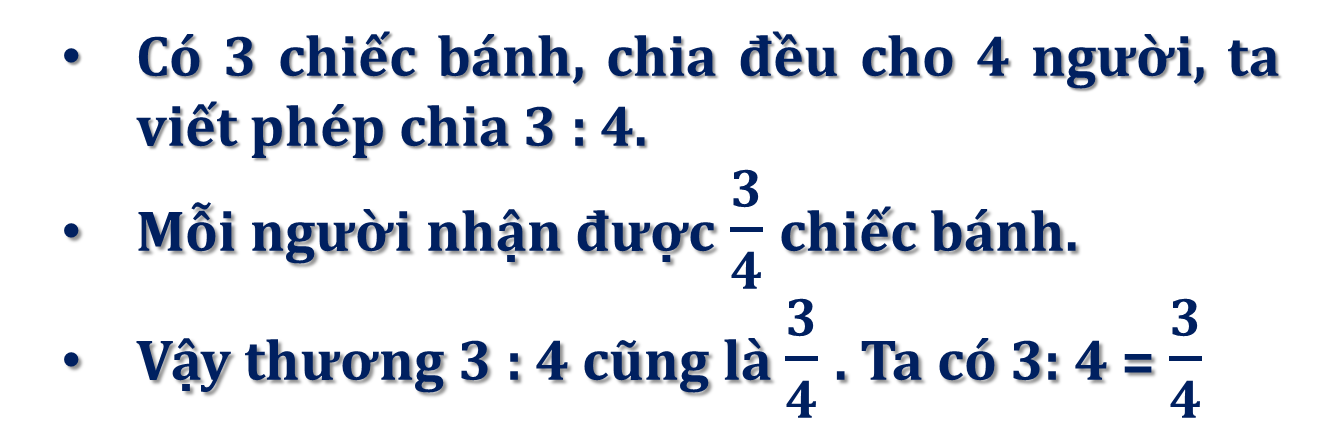 • Có 3 chiếc bánh, chia đều cho 4 người, ta
viết phép chia 3 : 4.
• Mỗi người nhận được 3/4 chiếc bánh.
• Vậy thương 3 : 4 cũng là 3/4 . Ta có 3: 4 = 3/4